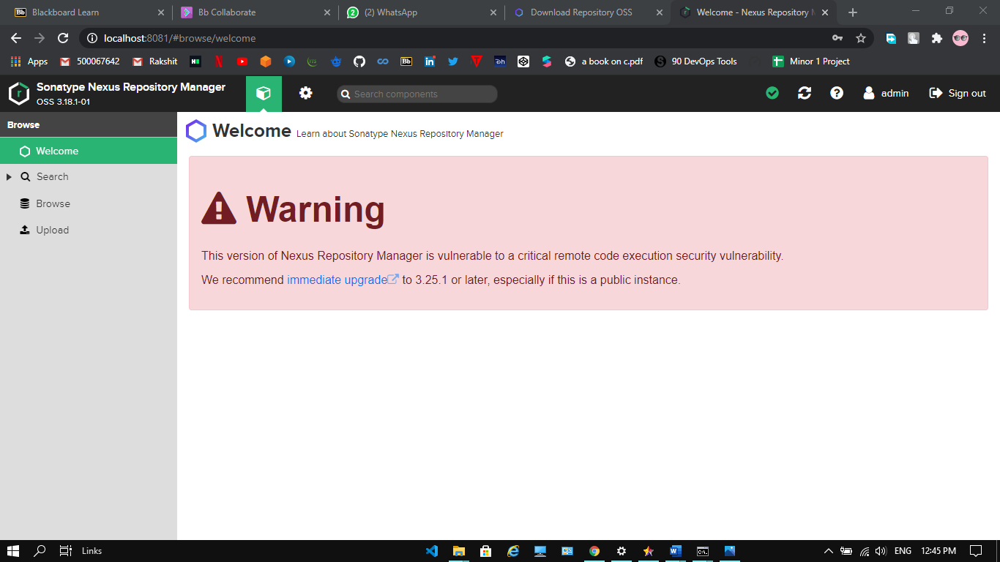 Blackboard Learn
Bb Collaborate
(2) WhatsApp
Download Repository OSS
Welcome - Nexus Repository M
localhost:8081/#browse/welcome
Apps
500067642
Rakshit
Bb
a book on c.pdf
90 DevOps Tools
Minor 1 Project
Sonatype Nexus Repository Manager
OSS 3.18.1-01
Search components
admin
Sign out
Browse
Welcome
Search
Browse
Upload
Welcome Learn about Sonatype Nexus Repository Manager
Warning
This version of Nexus Repository Manager is vulnerable to a critical remote code execution security vulnerability.
We recommend immediate upgrade to 3.25.1 or later, especially if this is a public instance.
Links
ENG
12:45 PM